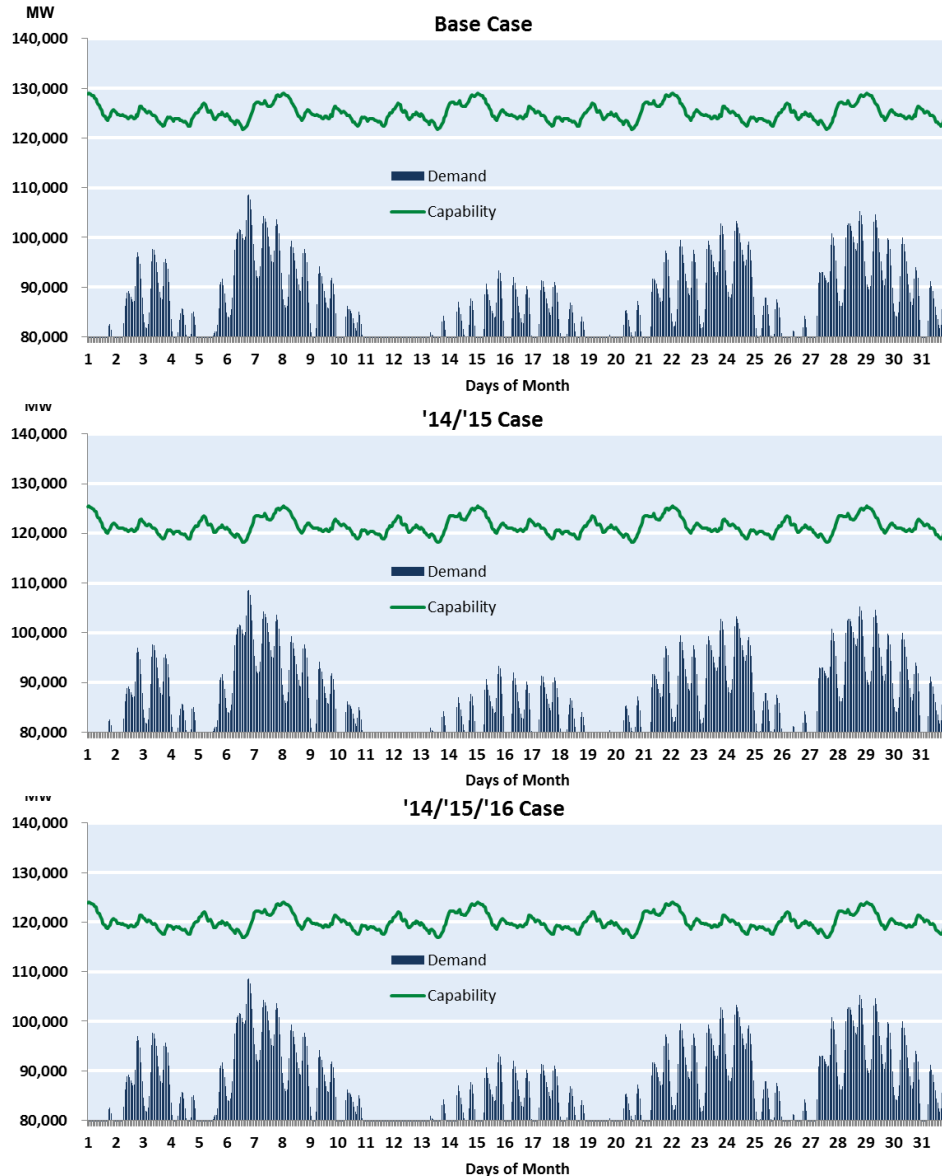 MW
Base Case
140,000
130,000
120,000
110,000
100,000
90,000
80,000
Demand
Capability
1 2 3 4 5 6 7 8 9 10 11 12 13 14 15 16 17 18 19 20 21 22 23 24 25 26 27 28 29 30 31
Days of Month
MW
'14/'15 Case
140,000
130,000
120,000
110,000
100,000
90,000
80,000
Demand
Capability
1 2 3 4 5 6 7 8 9 10 11 12 13 14 15 16 17 18 19 20 21 22 23 24 25 26 27 28 29 30 31
Days of Month
MW
'14/'15/'16 Case
140,000
130,000
120,000
110,000
100,000
90,000
80,000
Demand
Capability
1 2 3 4 5 6 7 8 9 10 11 12 13 14 15 16 17 18 19 20 21 22 23 24 25 26 27 28 29 30 31
Days of Month